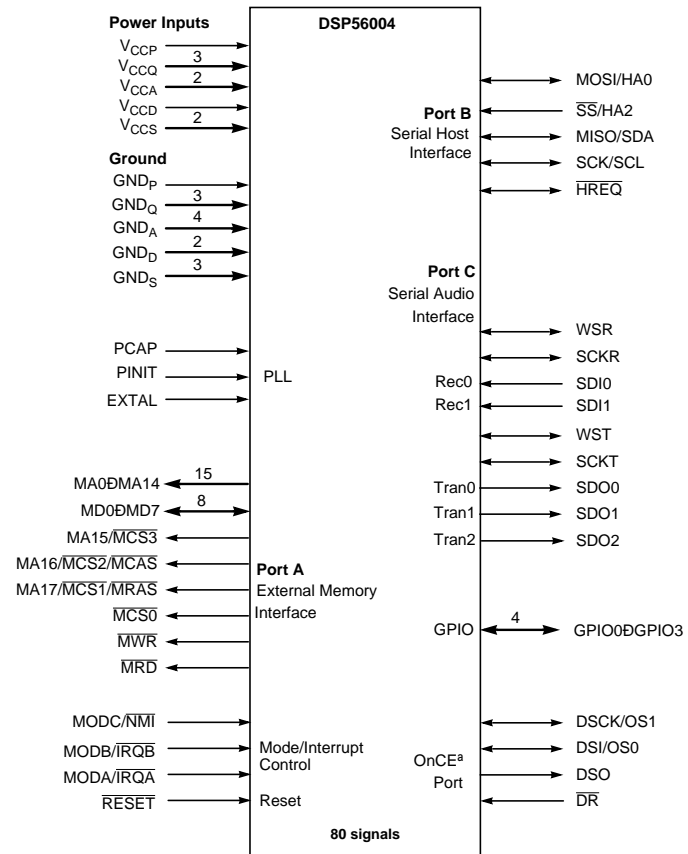 Power Inputs
DSP56004
VCCP
VCCQ 3
VCCA 2
VCCD
VCCS 2
Ground
GNDP
GNDQ 3
GNDA 4
GNDD 2
GNDS 3
PCAP
PINIT
EXTAL
PLL
MA0ÐMA14 15
MD0ÐMD7 8
MA15/MCS3
MA16/MCS2/MCAS
MA17/MCS1/MRAS
MCS0
MWR
MRD
Port A
External Memory
Interface
MODC/NMI
MODB/IRQB
MODA/IRQA
RESET
Mode/Interrupt
Control
Reset
Port B
Serial Host
Interface
MOSI/HA0
SS/HA2
MISO/SDA
SCK/SCL
HREQ
Port C
Serial Audio
Interface
WSR
SCKR
Rec0 SDI0
Rec1 SDI1
WST
SCKT
Tran0 SDO0
Tran1 SDO1
Tran2 SDO2
GPIO 4 GPIO0ÐGPIO3
OnCEª
Port
DSCK/OS1
DSI/OS0
DSO
DR
80 signals